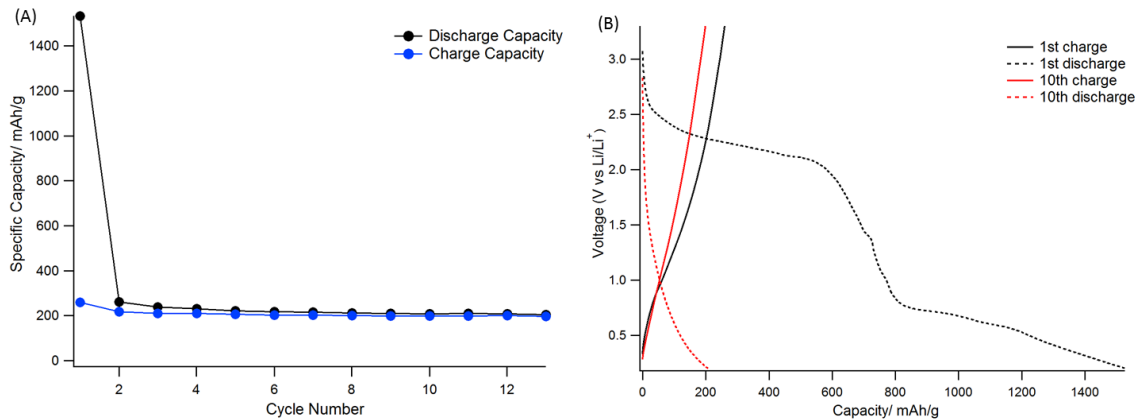 (A)
Specific Capacity/ mAh/g
1400
1200
1000
800
600
400
200
0
Discharge Capacity
Charge Capacity
2
4
6
8
10
12
Cycle Number
(B)
Voltage (V vs Li/Li+)
3.0
2.5
2.0
1.5
1.0
0.5
1st charge
1st discharge
10th charge
10th discharge
0
200
400
600
800
1000
1200
1400
Capacity/ mAh/g